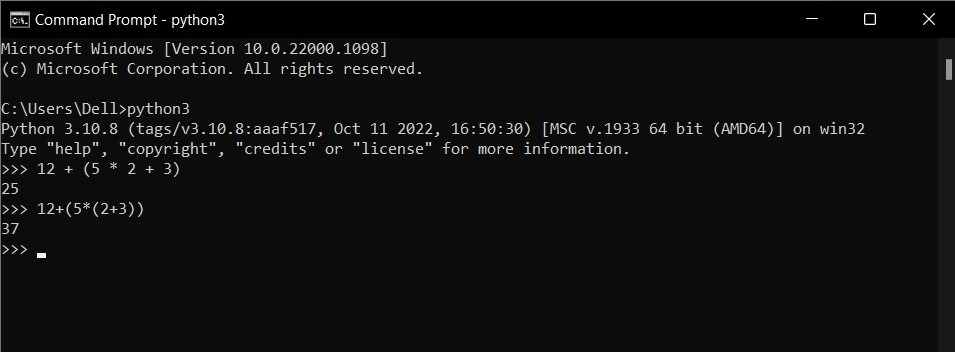 Command Prompt - python3
Microsoft Windows [Version 10.0.22000.1098]
(c) Microsoft Corporation. All rights reserved.
C:\Users\Dell>python3
Python 3.10.8 (tags/v3.10.8:aaaf517, Oct 11 2022, 16:50:30) [MSC v.1933 64 bit (AMD64)] on win32
Type "help", "copyright", "credits" or "license" for more information.
>>> 12 + (5 * 2 + 3)
25
>>> 12+(5*(2+3))
37
>>>